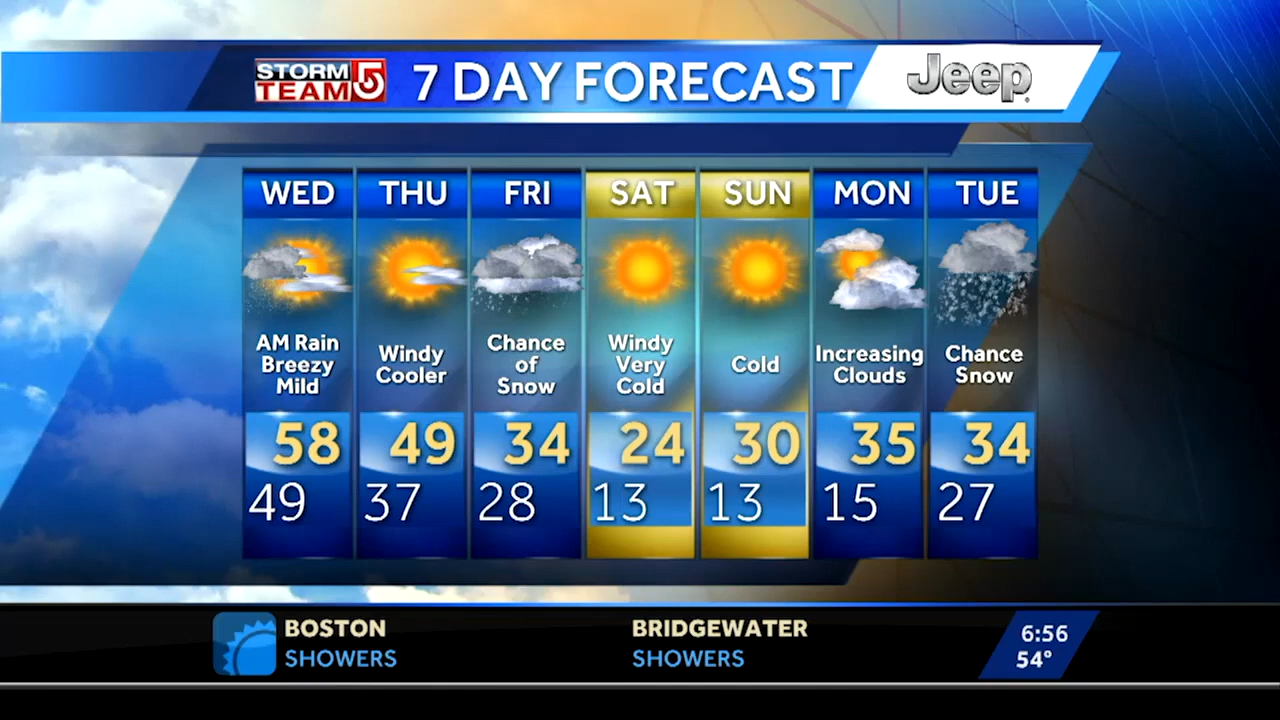 STORM TEAM 5 7 DAY FORECAST Jeep
WED THU FRI SAT SUN MON TUE
AM Rain
Breezy
Mild
Windy
Cooler
Chance
of
Snow
Windy
Very
Cold
Cold
Increasing
Clouds
Chance
Snow
58 49 34 24 30 35 34
49 37 28 13 13 15 27
BOSTON BRIDGEWATER 6:56
SHOWERS SHOWERS 54°